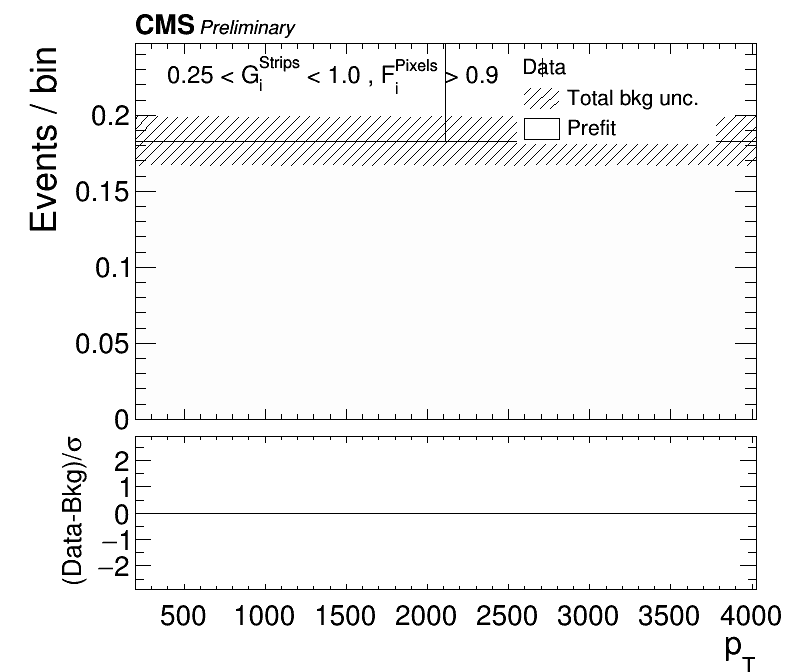 CMS Preliminary
0.25 < G_i^Strips < 1.0 , F_i^Pixels > 0.9
Data
Total bkg unc.
Prefit
Events / bin
0.2
0.15
0.1
0.05
0
(Data-Bkg)/σ
2
1
0
−1
−2
500 1000 1500 2000 2500 3000 3500 4000
p_T